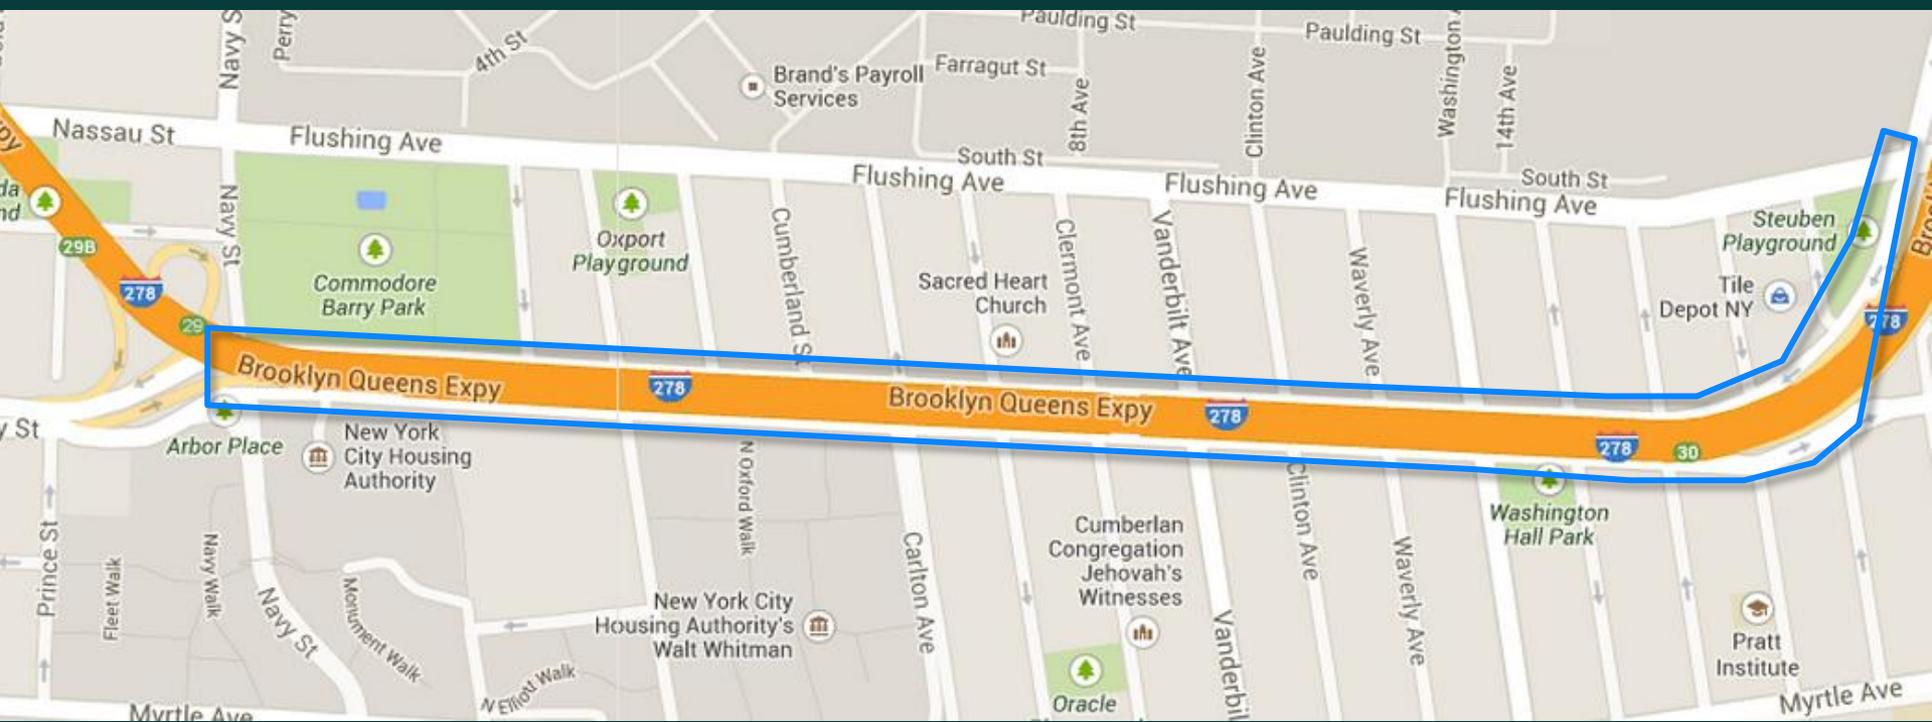 Paulding St
Paulding St
Navy S
Perry
4th St
Brand's Payroll
Services
Farragut St
8th Ave
Clinton Ave
Washington
14th Ave
Nassau St
Flushing Ave
South St
Flushing Ave
Flushing Ave
South St
Flushing Ave
Navy St
29B
278
29
Commodore
Barry Park
Oxport
Playground
Cumberland St
Sacred Heart
Church
Clermont Ave
Vanderbilt Ave
Waverly Ave
Steuben
Playground
Tile
Depot NY
278
Brooklyn Queens Expy
278
Brooklyn Queens Expy
278
278
30
y St
Arbor Place
New York
City Housing
Authority
N Oxford Walk
Clinton Ave
Washington
Hall Park
Prince St
Fleet Walk
Navy Walk
Navy St
Monument Walk
N Elliott Walk
New York City
Housing Authority's
Walt Whitman
Carlton Ave
Cumberlan
Congregation
Jehovah's
Witnesses
Vanderbil
Waverly Ave
Oracle
Pratt
Institute
Myrtle Ave
Myrtle Ave